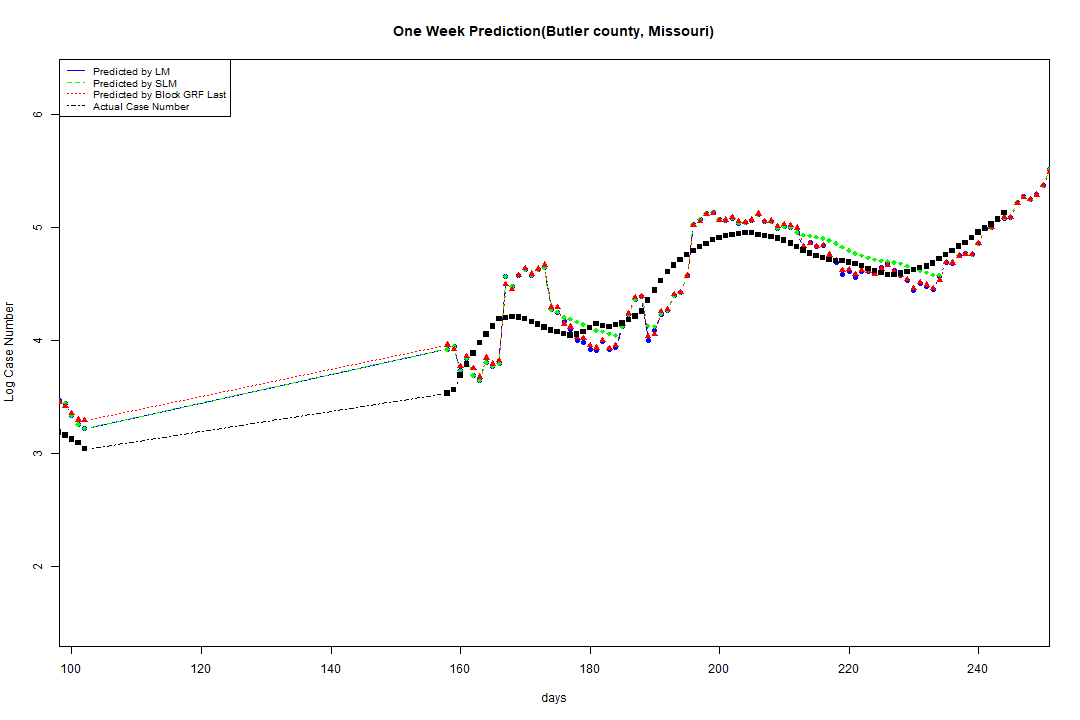 One Week Prediction(Butler county, Missouri)
Predicted by LM
Predicted by SLM
Predicted by Block GRF Last
Actual Case Number
Log Case Number
6
5
4
3
2
100 120 140 160 180 200 220 240
days